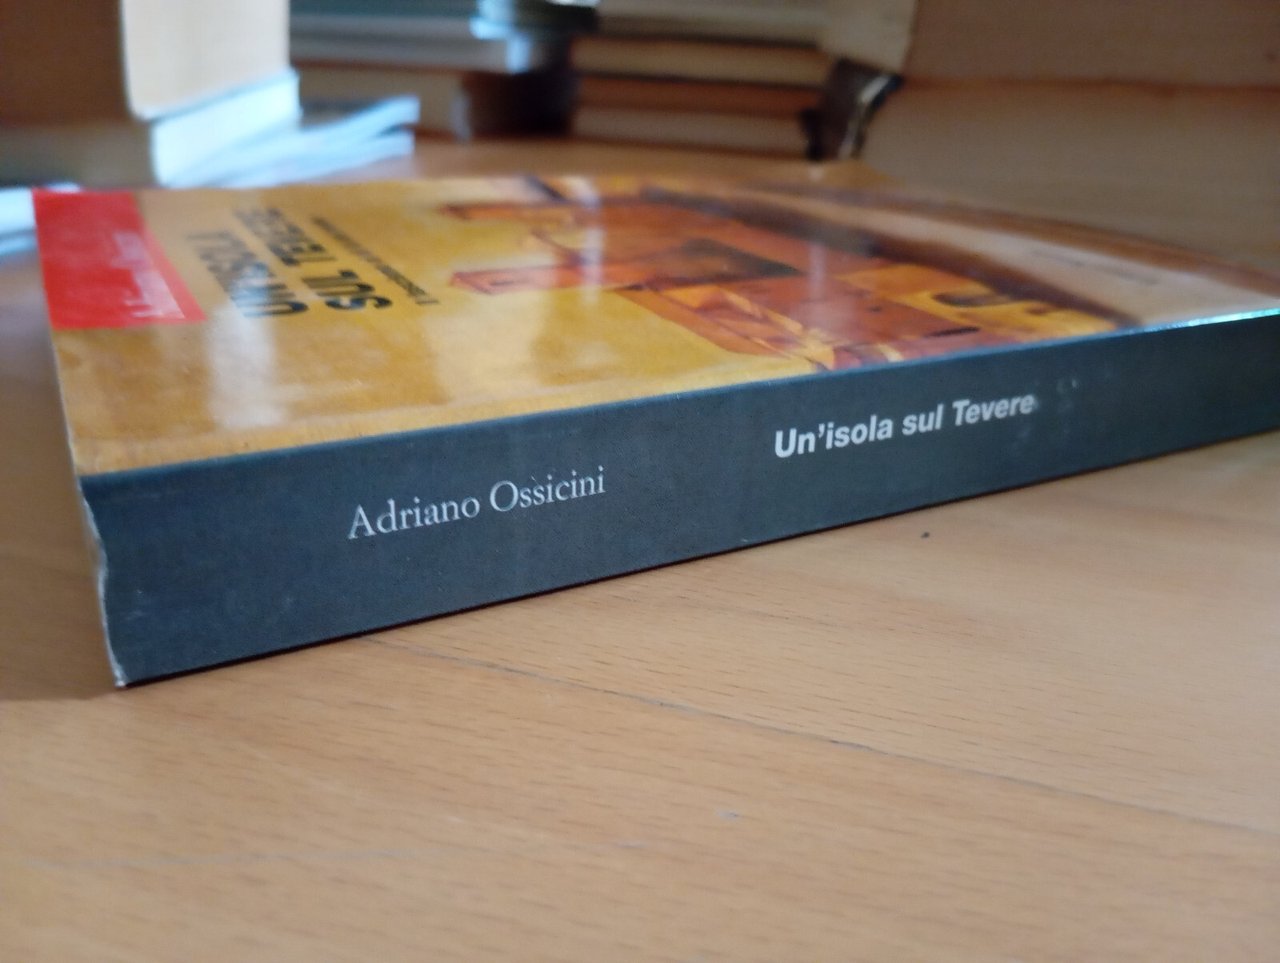 Adriano Ossicini
Un'isola sul Tevere
UN'ISOLA
SUL TEVERE